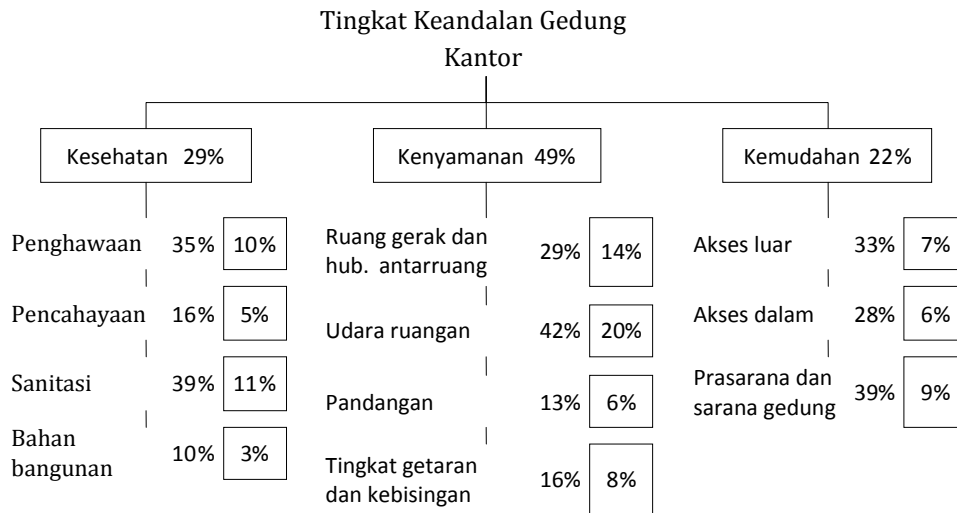 Tingkat Keandalan Gedung
Kantor
Kesehatan 29%
Penghawaan 35% 10%
Pencahayaan 16% 5%
Sanitasi 39% 11%
Bahan
bangunan 10% 3%
Kenyamanan 49%
Ruang gerak dan
hub. antarruang 29% 14%
Udara ruangan 42% 20%
Pandangan 13% 6%
Tingkat getaran
dan kebisingan 16% 8%
Kemudahan 22%
Akses luar 33% 7%
Akses dalam 28% 6%
Prasarana dan
sarana gedung 39% 9%